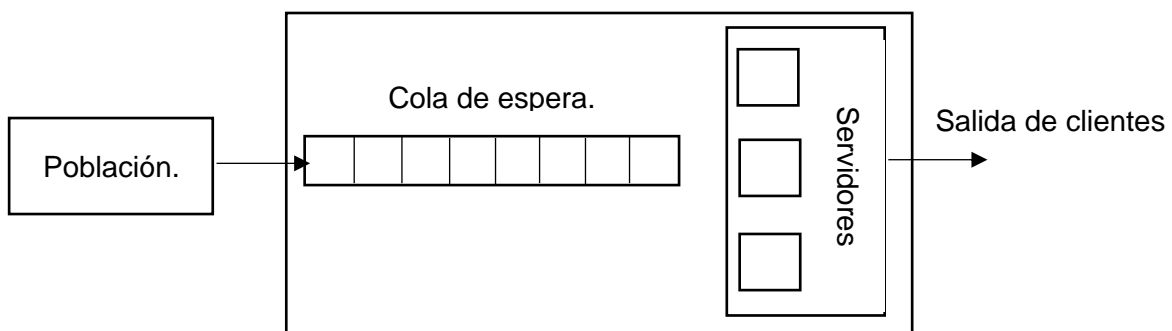 Población.
Cola de espera.
Servidores
Salida de clientes